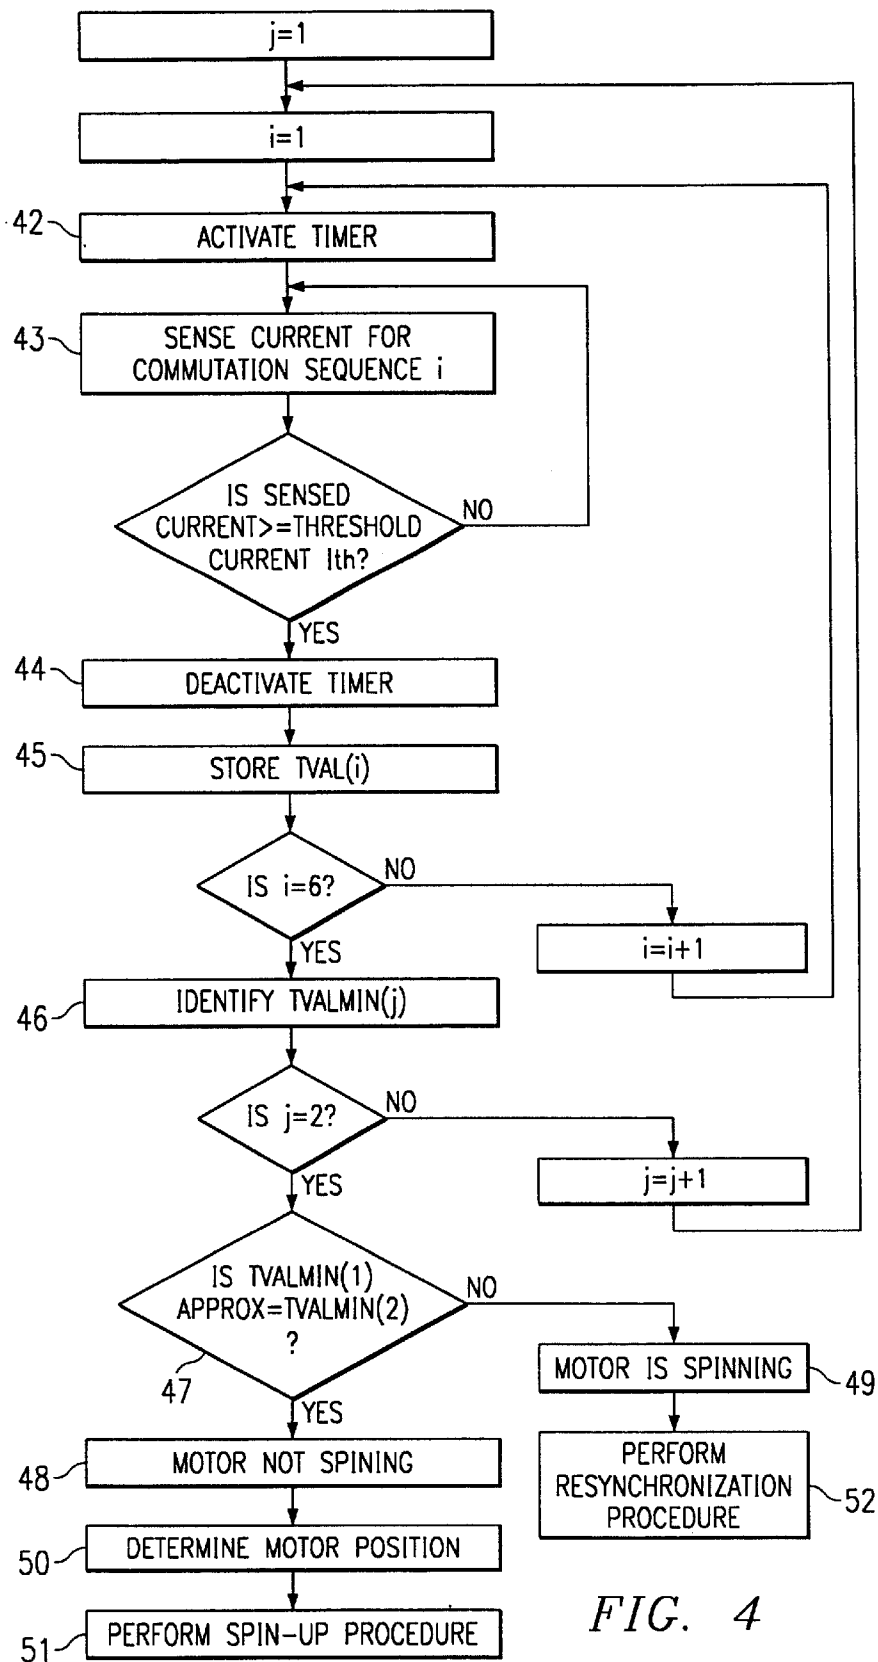 j=1
i=1
42
ACTIVATE TIMER
43
SENSE CURRENT FOR
COMMUTATION SEQUENCE i
IS SENSED
CURRENT>=THRESHOLD
CURRENT Ith?
NO
YES
44
DEACTIVATE TIMER
45
STORE TVAL(i)
IS i=6?
NO
YES
i=i+1
46
IDENTIFY TVALMIN(j)
IS j=2?
NO
YES
j=j+1
IS TVALMIN(1)
APPROX=TVALMIN(2)
?
NO
47
YES
MOTOR IS SPINNING
49
48
MOTOR NOT SPINING
PERFORM
RESYNCHRONIZATION
PROCEDURE
52
50
DETERMINE MOTOR POSITION
51
PERFORM SPIN-UP PROCEDURE
FIG. 4